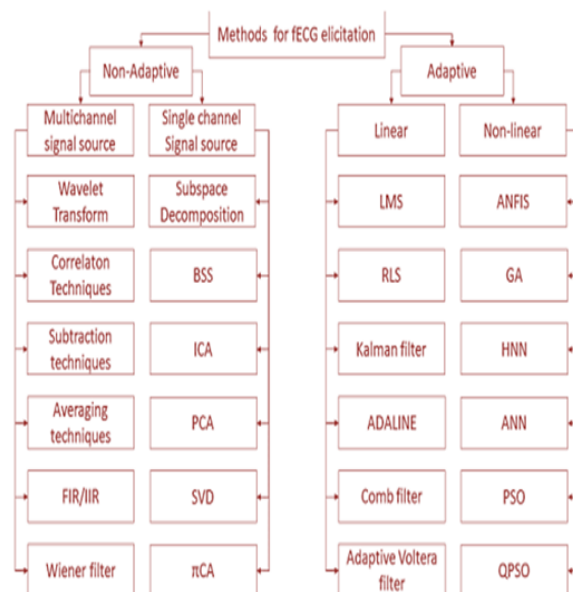 Methods for fECG elicitation
Non-Adaptive
Adaptive
Multichannel
signal source
Single channel
Signal source
Linear
Non-linear
Wavelet
Transform
Subspace
Decomposition
LMS
ANFIS
Correlaton
Techniques
BSS
RLS
GA
Subtraction
techniques
ICA
Kalman filter
HNN
Averaging
techniques
PCA
ADALINE
ANN
FIR/IIR
SVD
Comb filter
PSO
Wiener filter
πCA
Adaptive Voltera
filter
QPSO